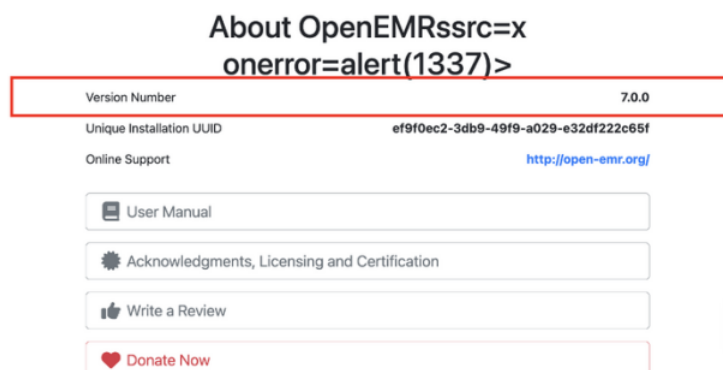 About OpenEMRssrc=x
onerror=alert(1337)>
Version Number 7.0.0
Unique Installation UUID ef9f0ec2-3db9-49f9-a029-e32df222c65f
Online Support http://open-emr.org/
User Manual
Acknowledgments, Licensing and Certification
Write a Review
Donate Now